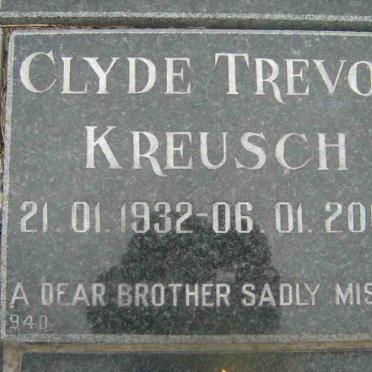 CLYDE TREVO
KREUSCH
21.01.1932-06.01.20
A DEAR BROTHER SADLY MIS
940